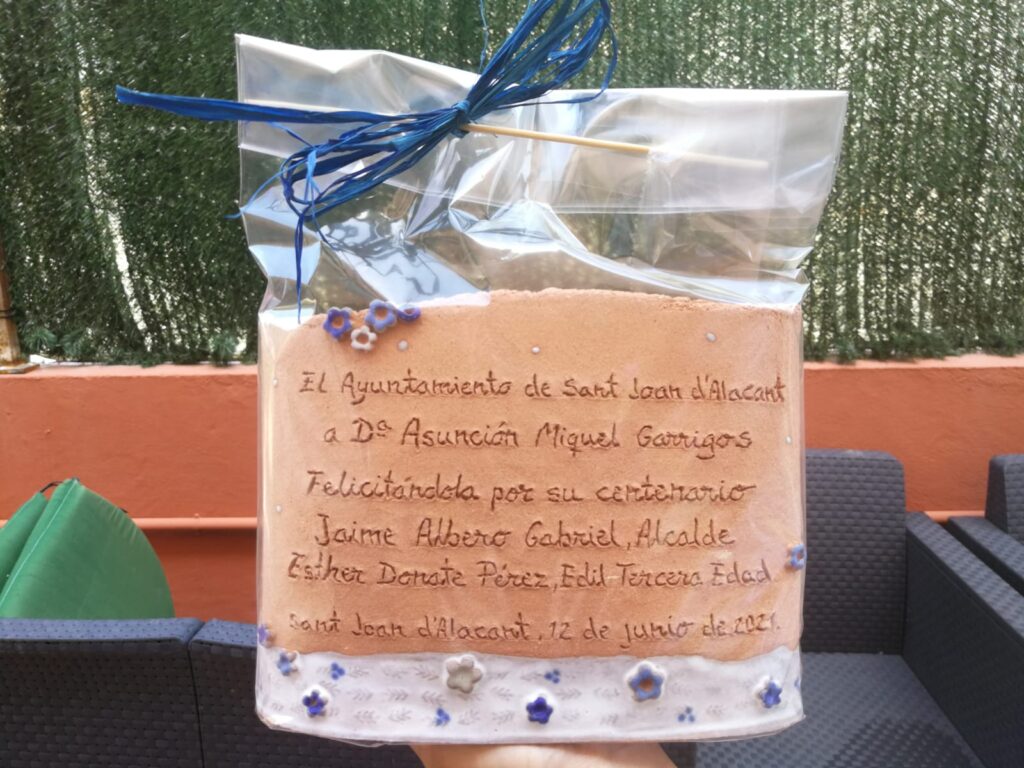 El Ayuntamiento de Sant Joan d'Alacant
a Dª Asunción Miquel Garrigos
Felicitándola por su centenario
Jaime Albero Gabriel, Alcalde
Esther Donate Pérez, Edil Tercera Edad
Sant Joan d'Alacant, 12 de junio de 2021.